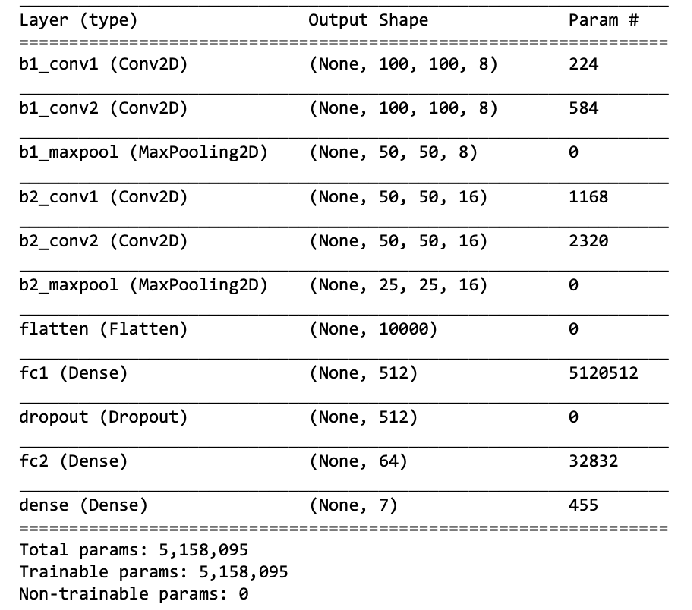 Layer (type) Output Shape Param #
b1_conv1 (Conv2D) (None, 100, 100, 8) 224
b1_conv2 (Conv2D) (None, 100, 100, 8) 584
b1_maxpool (MaxPooling2D) (None, 50, 50, 8) 0
b2_conv1 (Conv2D) (None, 50, 50, 16) 1168
b2_conv2 (Conv2D) (None, 50, 50, 16) 2320
b2_maxpool (MaxPooling2D) (None, 25, 25, 16) 0
flatten (Flatten) (None, 10000) 0
fc1 (Dense) (None, 512) 5120512
dropout (Dropout) (None, 512) 0
fc2 (Dense) (None, 64) 32832
dense (Dense) (None, 7) 455
Total params: 5,158,095
Trainable params: 5,158,095
Non-trainable params: 0